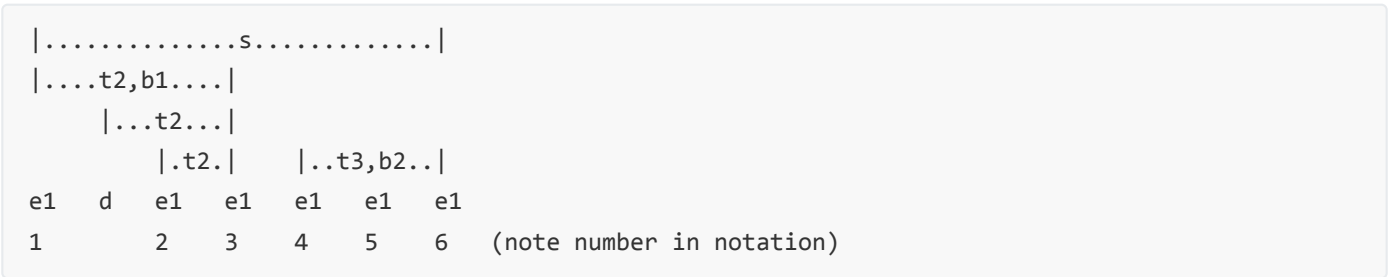 |..............s.............|
|....t2,b1....|
     |...t2...|
         |.t2.|    |..t3,b2..|
e1   d   e1   e1   e1   e1   e1
1        2    3    4    5    6   (note number in notation)